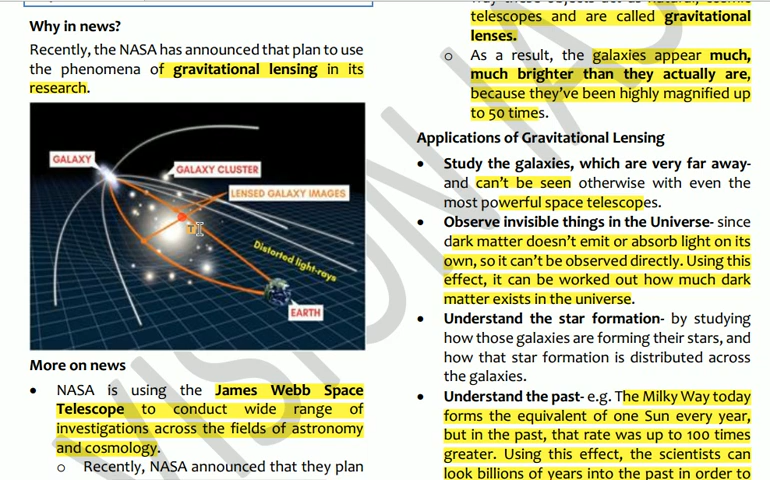 Why in news?
Recently, the NASA has announced that plan to use
the phenomena of gravitational lensing in its
research.
GALAXY
GALAXY CLUSTER
LENSED GALAXY IMAGES
Distorted light-rays
EARTH
More on news
• NASA is using the James Webb Space
Telescope to conduct wide range of
investigations across the fields of astronomy
and cosmology.
o Recently, NASA announced that they plan
telescopes and are called gravitational
lenses.
o As a result, the galaxies appear much,
much brighter than they actually are,
because they've been highly magnified up
to 50 times.
Applications of Gravitational Lensing
• Study the galaxies, which are very far away-
and can't be seen otherwise with even the
most powerful space telescopes.
• Observe invisible things in the Universe- since
dark matter doesn't emit or absorb light on its
own, so it can't be observed directly. Using this
effect, it can be worked out how much dark
matter exists in the universe.
• Understand the star formation- by studying
how those galaxies are forming their stars, and
how that star formation is distributed across
the galaxies.
• Understand the past- e.g. The Milky Way today
forms the equivalent of one Sun every year,
but in the past, that rate was up to 100 times
greater. Using this effect, the scientists can
look billions of years into the past in order to
VISION IAS